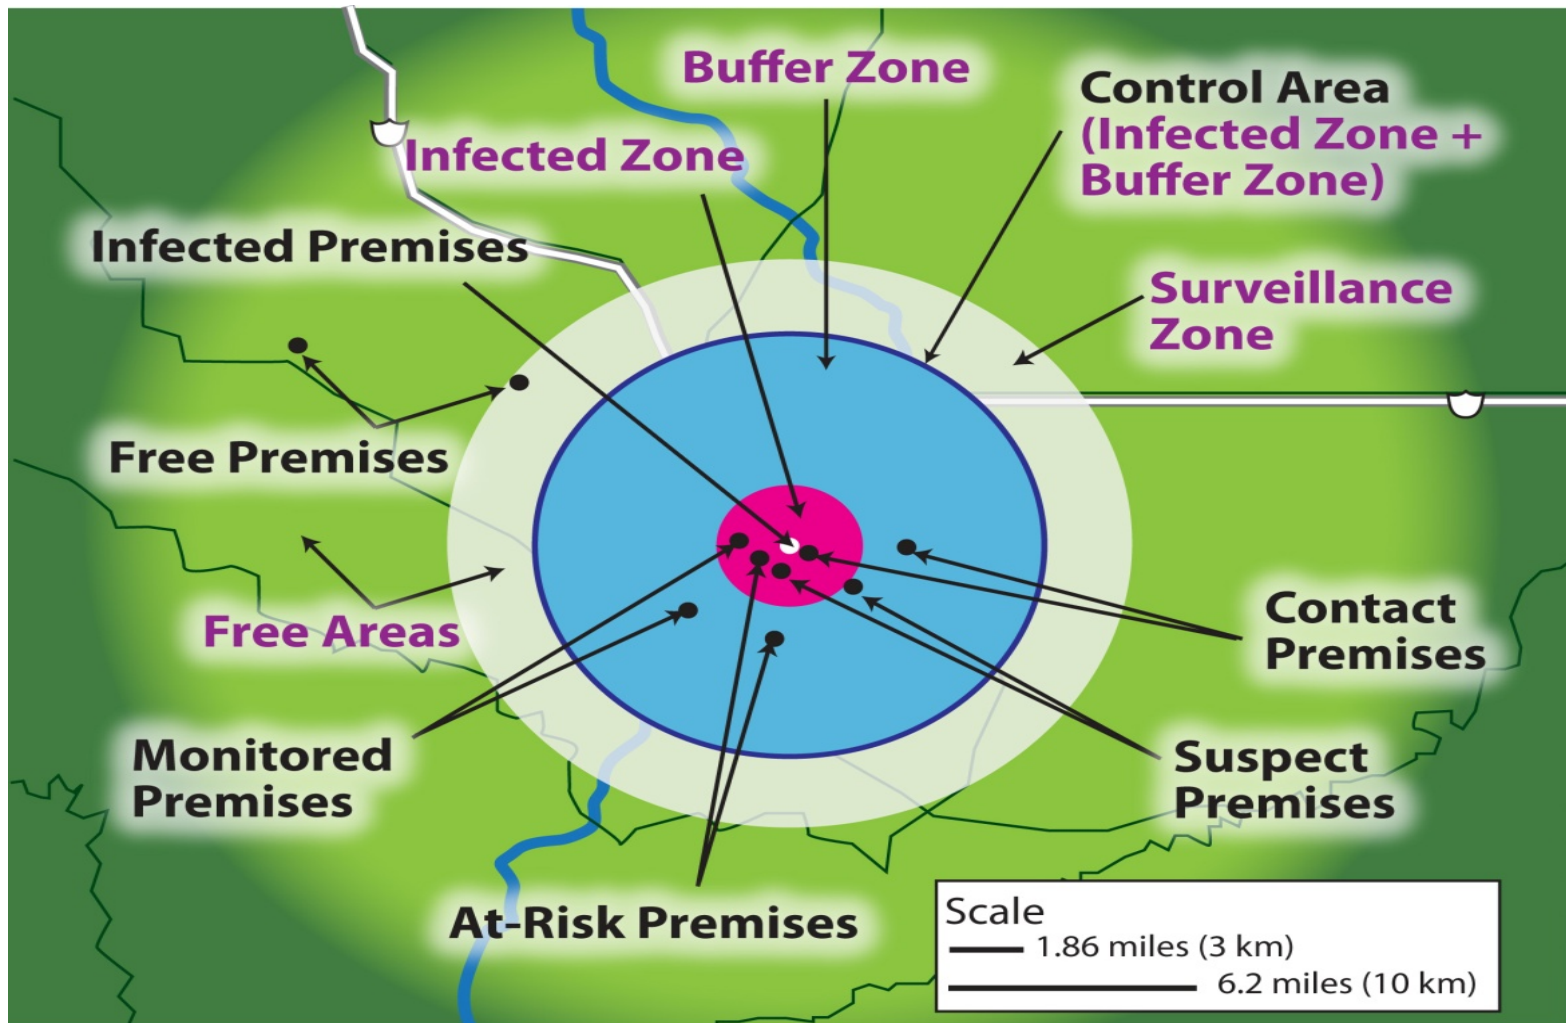 Buffer Zone
Control Area
(Infected Zone +
Buffer Zone)
Infected Zone
Infected Premises
Surveillance
Zone
Free Premises
Free Areas
Contact
Premises
Monitored
Premises
Suspect
Premises
At-Risk Premises
Scale
1.86 miles (3 km)
6.2 miles (10 km)